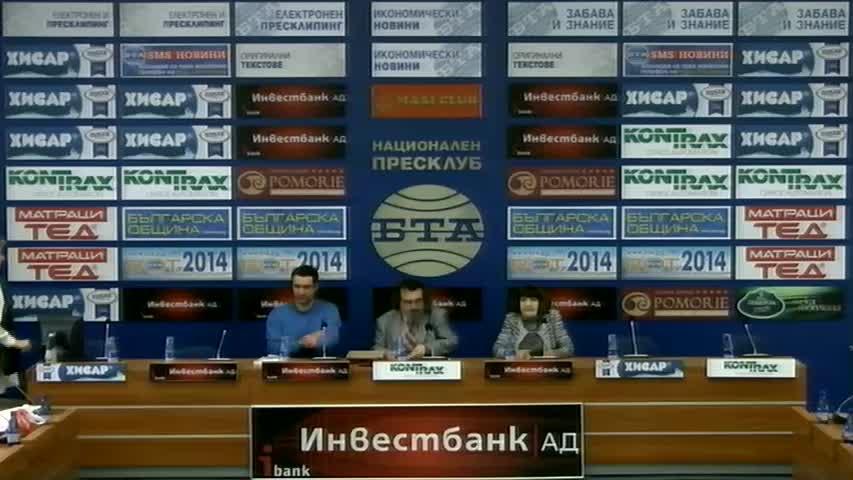 ЕЛЕКТРОНЕН И
ПРЕСКЛИПИНГ
ЕЛЕКТРОНЕН И
ПРЕСКЛИПИНГ
ИКОНОМИЧЕСКИ
НОВИНИ
ЗАБАВА
И ЗНАНИЕ
БТА
ЗАБАВА
И ЗНАНИЕ
ХИСАР
SMS НОВИНИ
ОРИГИНАЛНИ
ТЕКСТОВЕ
ИКОНОМИЧЕСКИ
НОВИНИ
ОРИГИНАЛНИ
ТЕКСТОВЕ
SMS НОВИНИ
ХИСАР
ХИСАР
ХИСАР
ИНВЕСТБАНК АД
MAXI CLUB
ИНВЕСТБАНК АД
ХИСАР
ХИСАР
ХИСАР
ХИСАР
ИНВЕСТБАНК АД
НАЦИОНАЛЕН
ПРЕСКЛУБ
ИНВЕСТБАНК АД
KONTRAX
ХИСАР
KONTRAX
KONTRAX
POMORIE
POMORIE
KONTRAX
KONTRAX
МАТРАЦИ
ТЕД
БЪЛГАРСКА
ОБЩИНА
БЪЛГАРСКА
ОБЩИНА
БТА
БЪЛГАРСКА
ОБЩИНА
БЪЛГАРСКА
ОБЩИНА
МАТРАЦИ
ТЕД
МАТРАЦИ
ТЕД
2014
2014
2014
2014
МАТРАЦИ
ТЕД
ХИСАР
ИНВЕСТБАНК
POMORIE
ХИСАР
ИНВЕСТБАНК АД
ИНВЕСТБАНК АД
KONTRAX
ИНВЕСТБАНК АД
ХИСАР
KONTRAX
ИНВЕСТБАНК АД
ibank